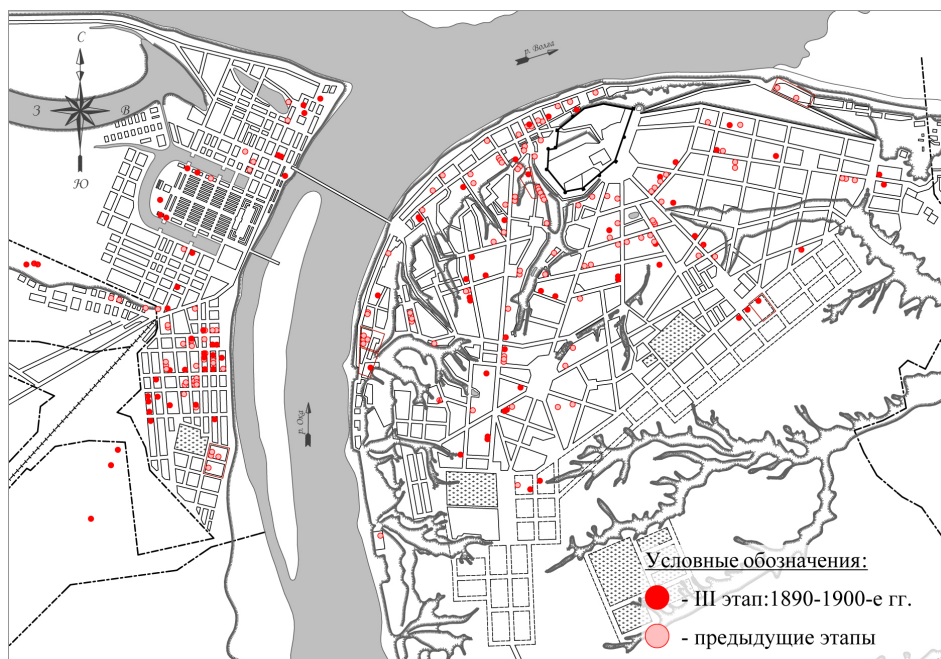 р. Волга
С
З
В
Ю
р. Ока
Условные обозначения:
- III этап:1890-1900-е гг.
- предыдущие этапы